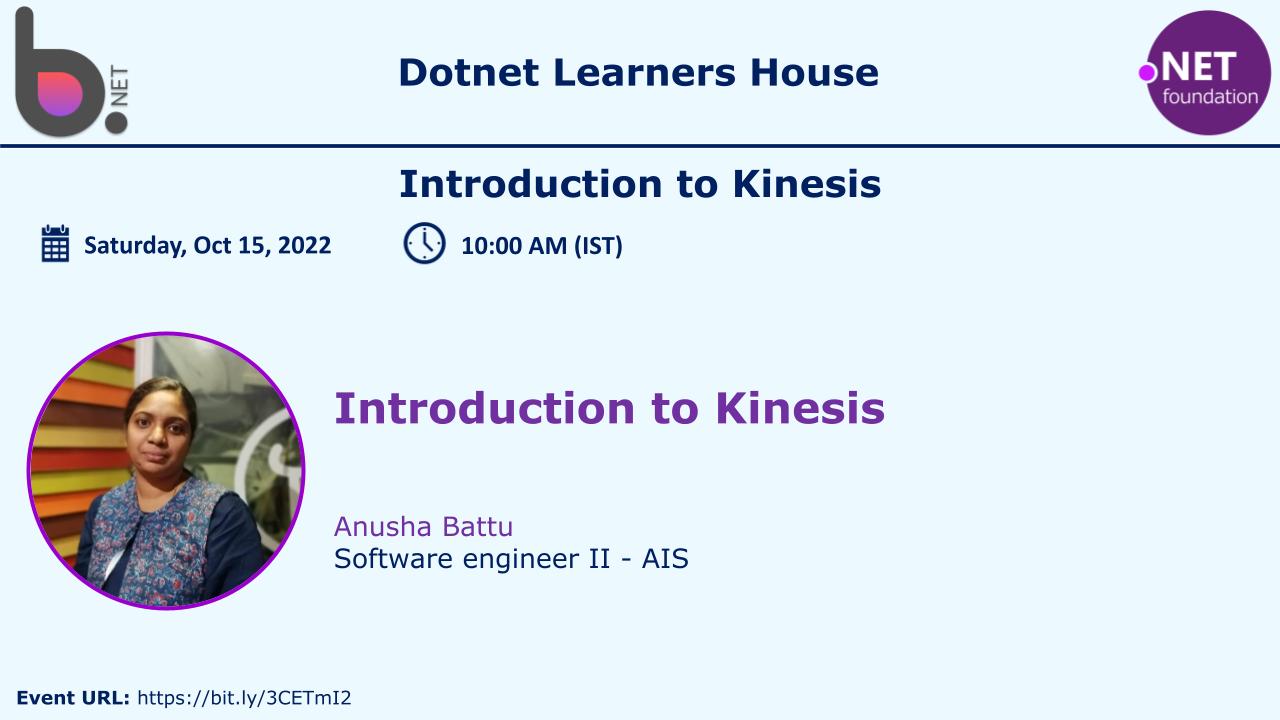 .NET
Dotnet Learners House
.NET
foundation
Introduction to Kinesis
Saturday, Oct 15, 2022
10:00 AM (IST)
Introduction to Kinesis
Anusha Battu
Software engineer II - AIS
Event URL: https://bit.ly/3CETmI2